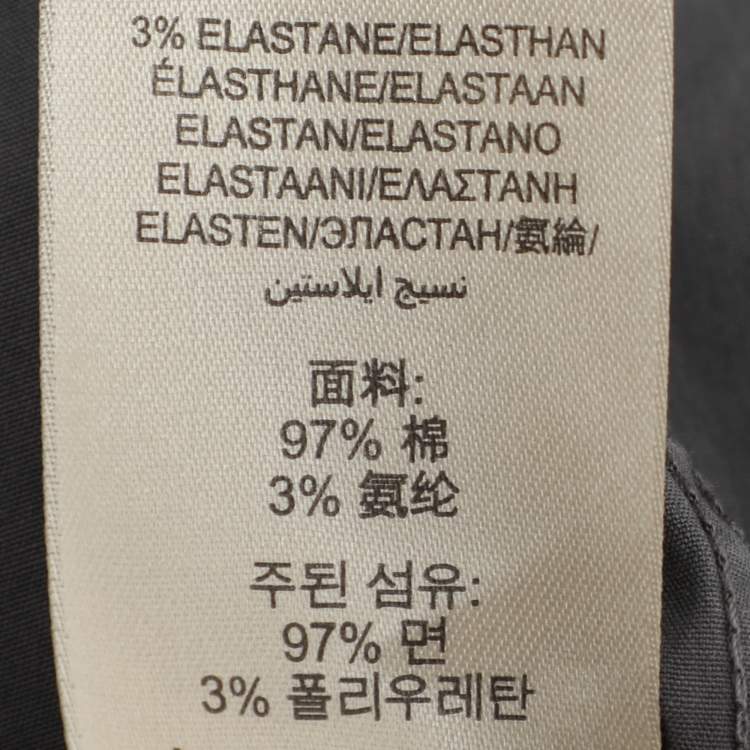 3% ELASTANE/ELASTHAN
ÉLASTHANE/ELASTAAN
ELASTAN/ELASTANO
ELASTAANI/ΕΛΑΣΤΑΝΗ
ELASTEN/ЭЛАСТАН/氨綸/
نسيج ايلاستين
面料:
97% 棉
3% 氨纶
주된 섬유:
97% 면
3% 폴리우레탄